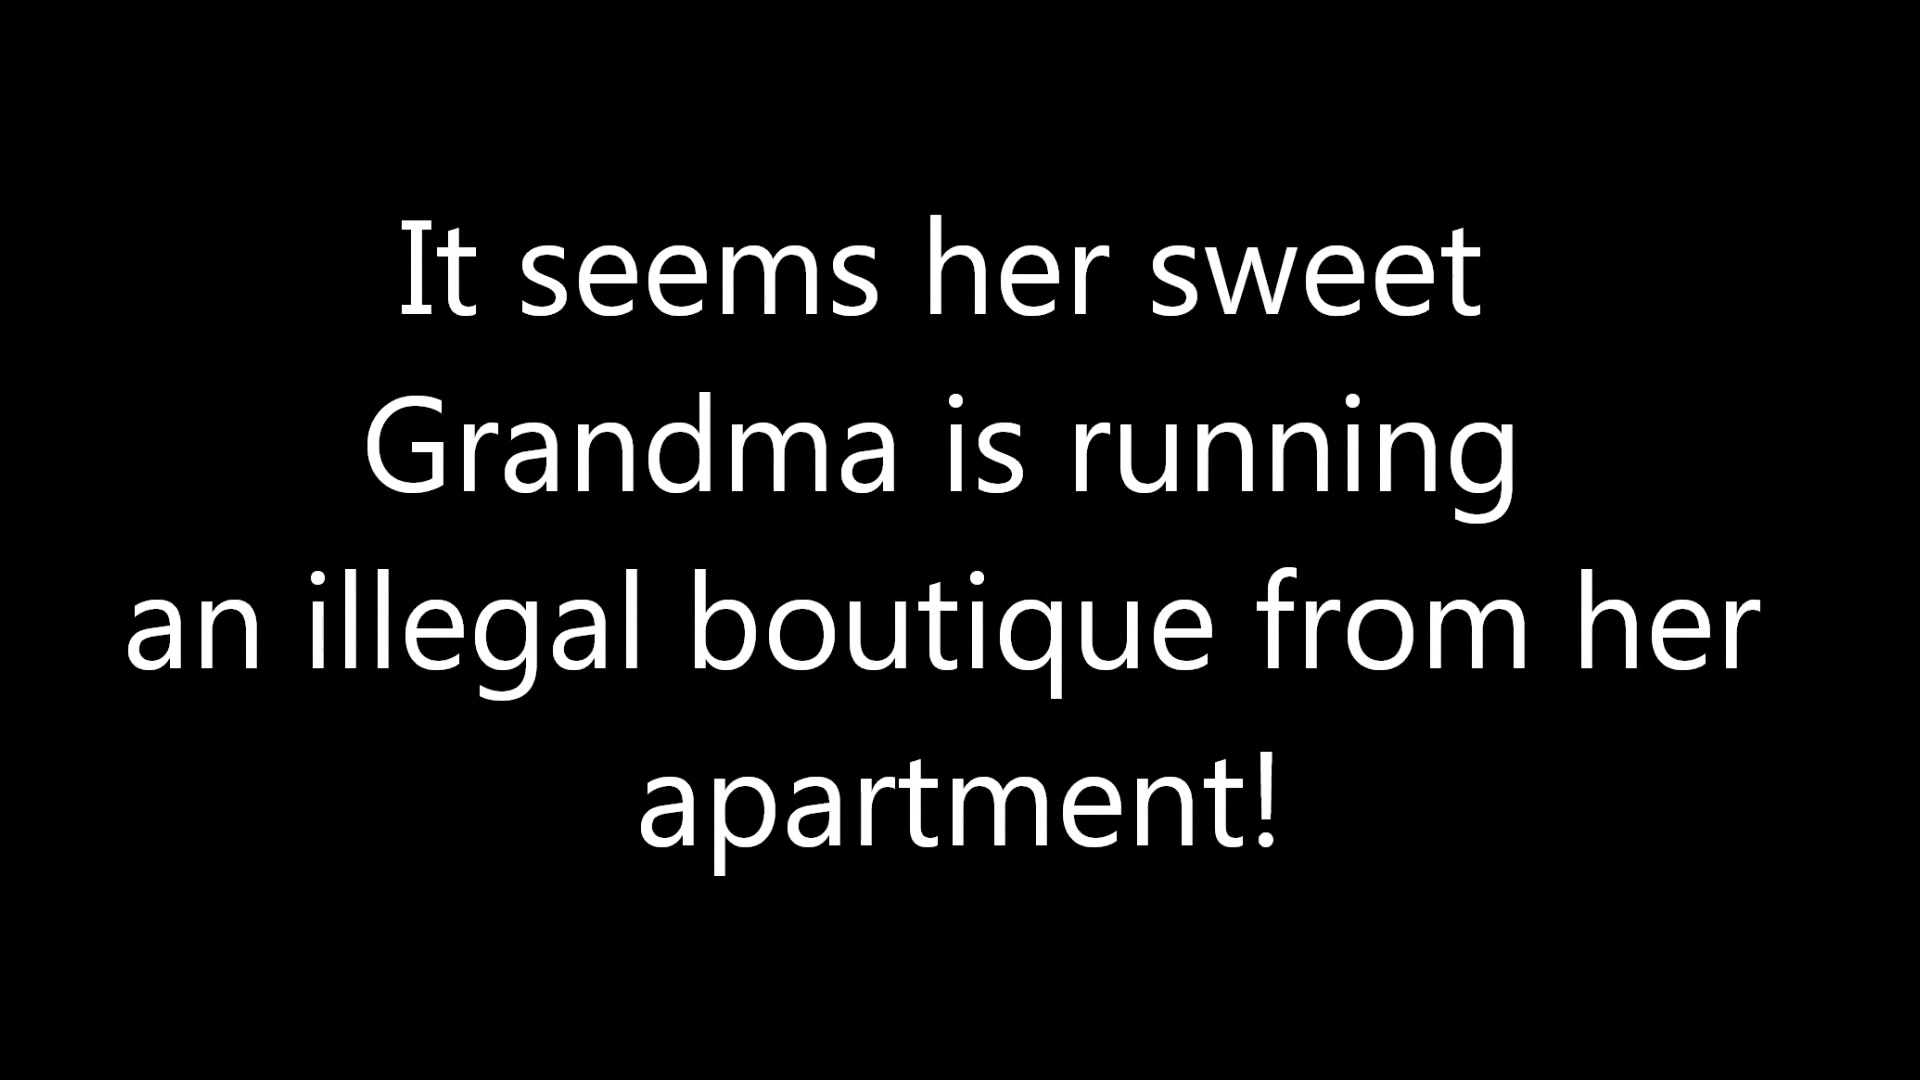 It seems her sweet
Grandma is running
an illegal boutique from her
apartment!